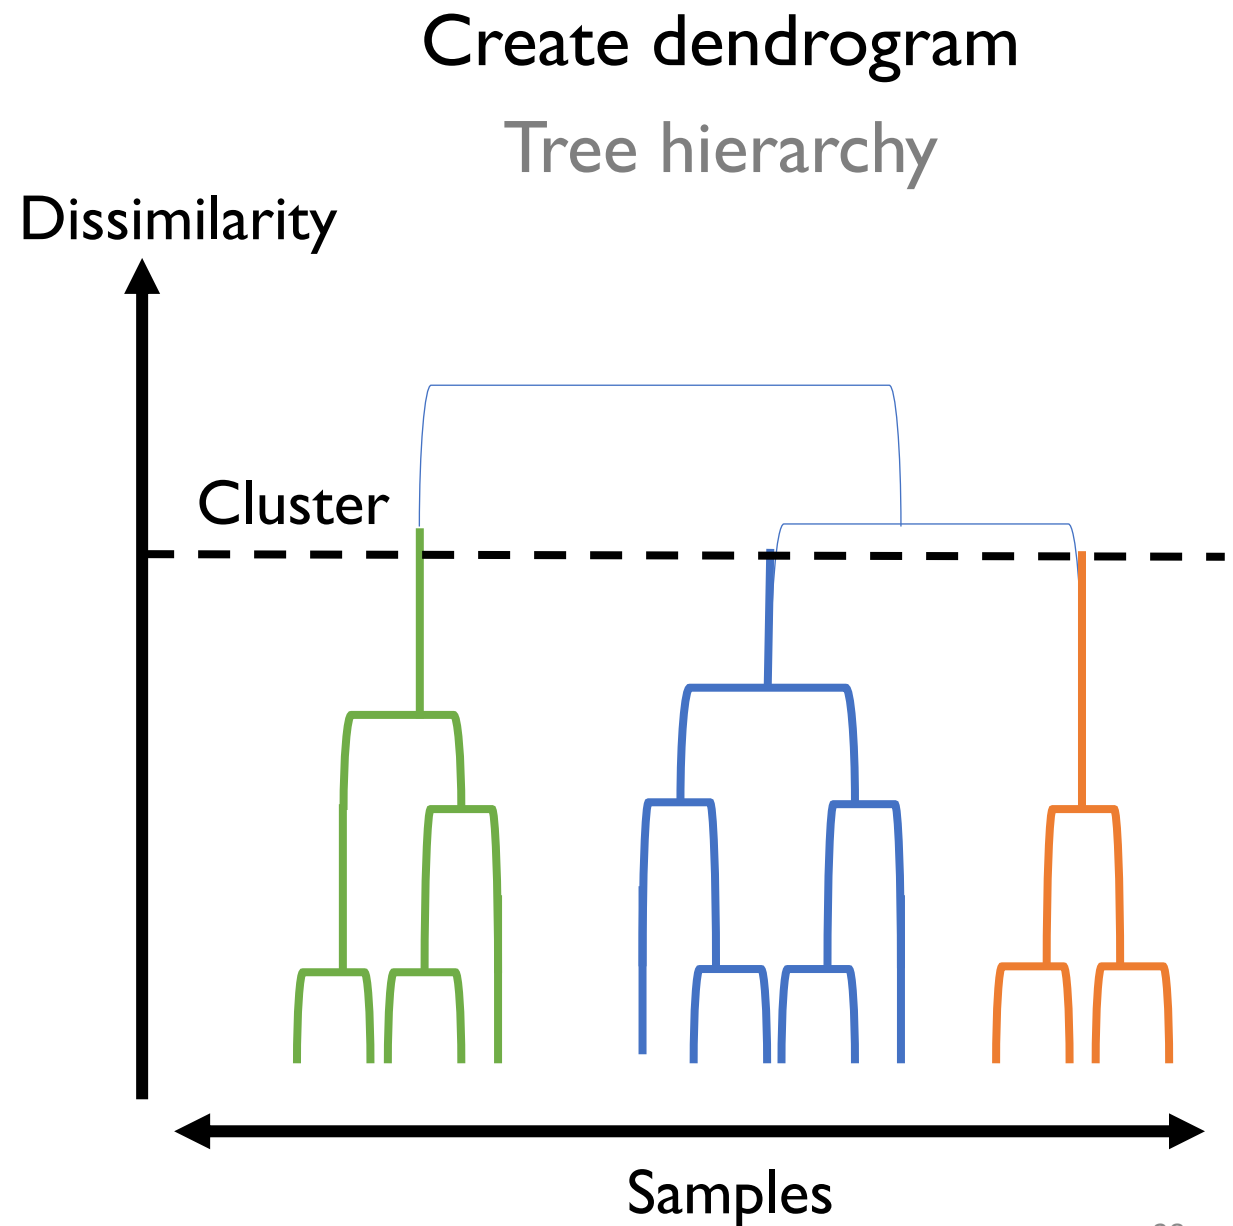 Create dendrogram
Tree hierarchy
Dissimilarity
Cluster
Samples